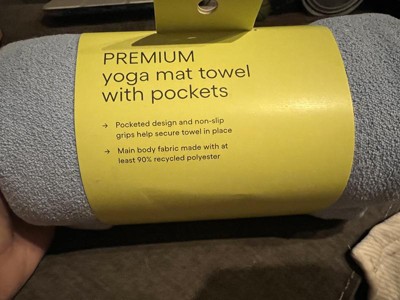 PREMIUM
yoga mat towel
with pockets
→ Pocketed design and non-slip
grips help secure towel in place
→ Main body fabric made with at
least 90% recycled polyester